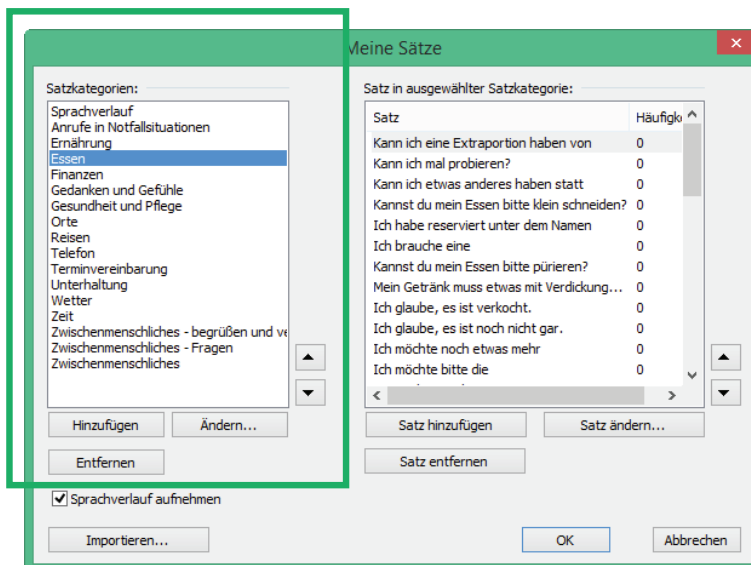 Meine Sätze
Satzkategorien:
Sprachverlauf
Anrufe in Notfallsituationen
Ernährung
Essen
Finanzen
Gedanken und Gefühle
Gesundheit und Pflege
Orte
Reisen
Telefon
Terminvereinbarung
Unterhaltung
Wetter
Zeit
Zwischenmenschliches - begrüßen und ve
Zwischenmenschliches - Fragen
Zwischenmenschliches
Hinzufügen
Ändern...
Entfernen
Satz in ausgewählter Satzkategorie:
Satz Häufigk
Kann ich eine Extraportion haben von 0
Kann ich mal probieren? 0
Kann ich etwas anderes haben statt 0
Kannst du mein Essen bitte klein schneiden? 0
Ich habe reserviert unter dem Namen 0
Ich brauche eine 0
Kannst du mein Essen bitte pürieren? 0
Mein Getränk muss etwas mit Verdickung... 0
Ich glaube, es ist verkocht. 0
Ich glaube, es ist noch nicht gar. 0
Ich möchte noch etwas mehr 0
Ich möchte bitte die 0
Satz hinzufügen
Satz ändern...
Satz entfernen
Sprachverlauf aufnehmen
Importieren...
OK
Abbrechen